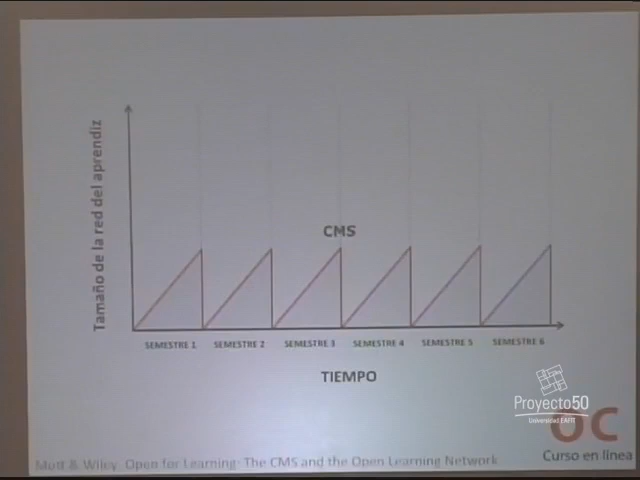 Tamaño de la red del aprendiz
CMS
SEMESTRE 1 SEMESTRE 2 SEMESTRE 3 SEMESTRE 4 SEMESTRE 5 SEMESTRE 6
TIEMPO
Proyecto50
Universidad EAFIT
OC
Curso en línea
Mott & Wiley. Open for Learning: The CMS and the Open Learning Network